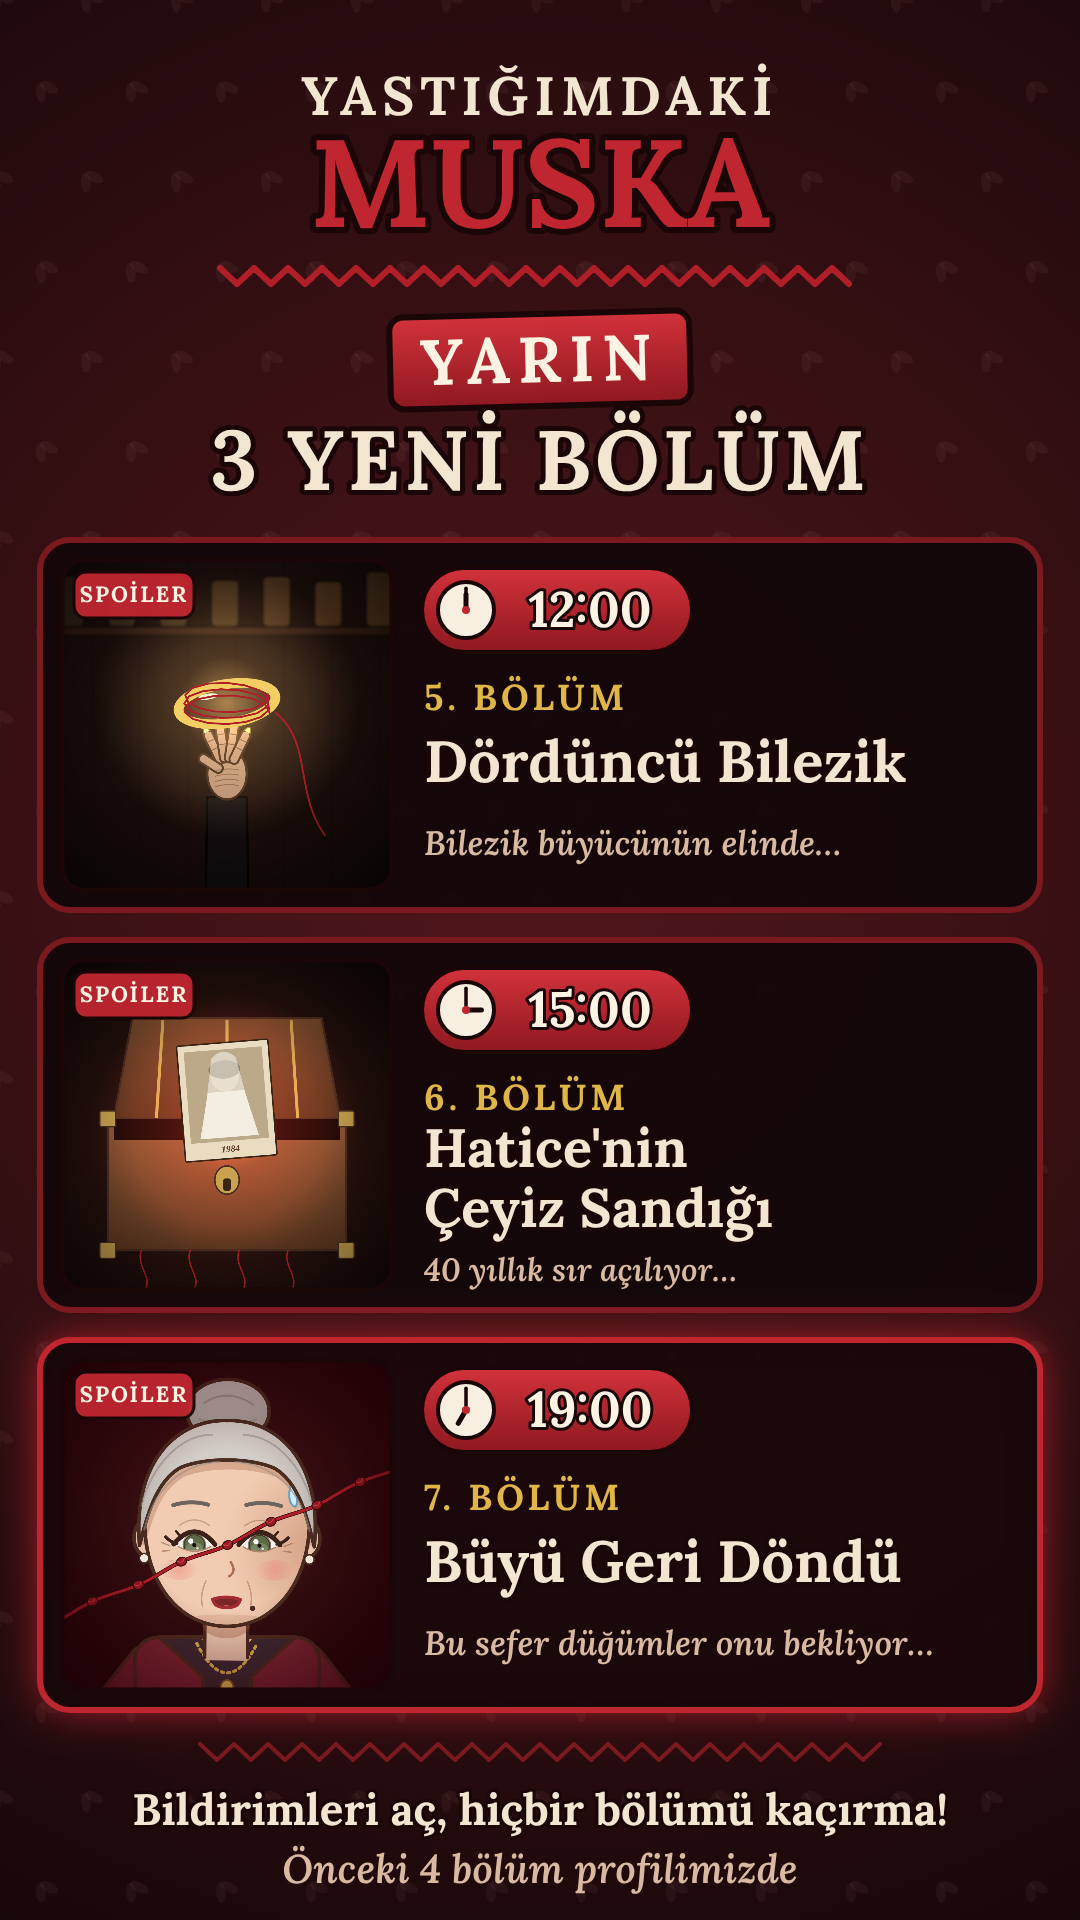 YASTIĞIMDAKİ
MUSKA
YARIN
3 YENİ BÖLÜM
SPOİLER
12:00
5. BÖLÜM
Dördüncü Bilezik
Bilezik büyücünün elinde...
SPOİLER
1984
15:00
6. BÖLÜM
Hatice'nin
Çeyiz Sandığı
40 yıllık sır açılıyor...
SPOİLER
19:00
7. BÖLÜM
Büyü Geri Döndü
Bu sefer düğümler onu bekliyor...
Bildirimleri aç, hiçbir bölümü kaçırma!
Önceki 4 bölüm profilimizde